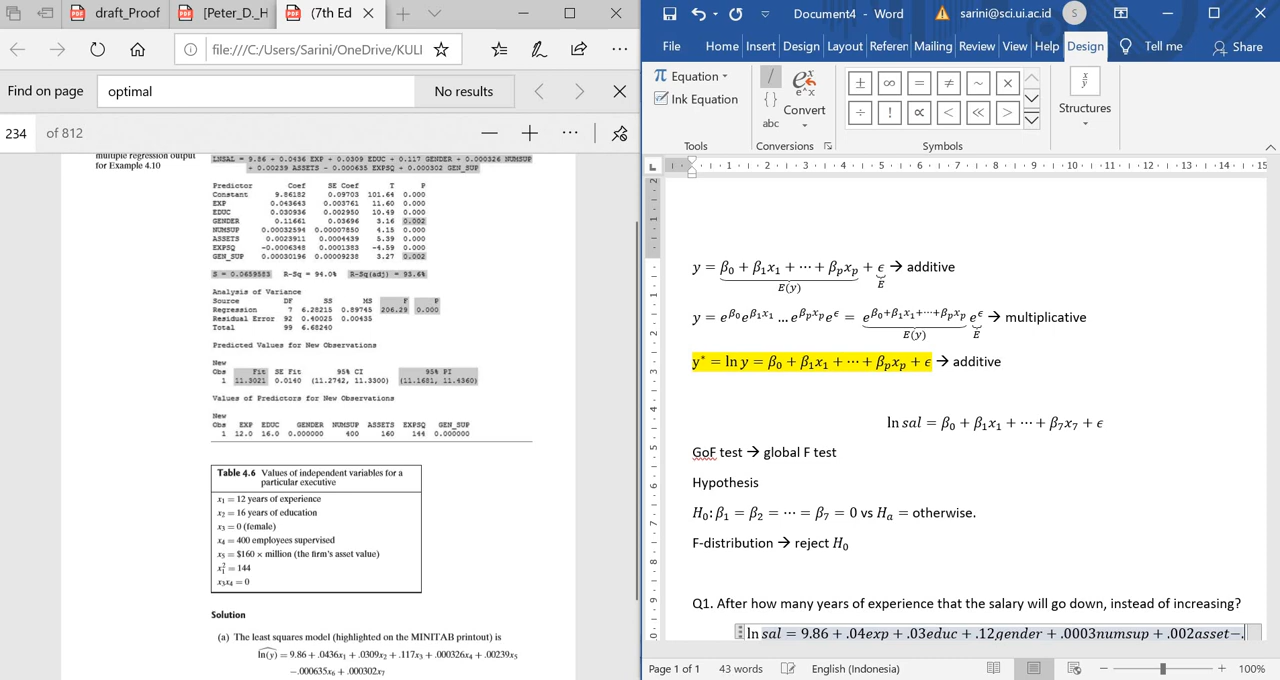 draft_Proof
[Peter_D._H
(7th Ed
file:///C:/Users/Sarini/OneDrive/KULI
Find on page
optimal
No results
234 of 812
multiple regression output
for Example 4.10
LNSAL = 9.86 + 0.0436 EXP + 0.0309 EDUC + 0.117 GENDER + 0.000326 NUMSUP
+ 0.00239 ASSETS - 0.000635 EXPSQ + 0.000302 GEN_SUP
Predictor Coef SE Coef T P
Constant 9.86182 0.09703 101.64 0.000
EXP 0.043643 0.003761 11.60 0.000
EDUC 0.030936 0.002950 10.49 0.000
GENDER 0.11661 0.03696 3.16 0.002
NUMSUP 0.00032594 0.00007850 4.15 0.000
ASSETS 0.0023911 0.0004439 5.39 0.000
EXPSQ -0.0006348 0.0001383 -4.59 0.000
GEN_SUP 0.00030196 0.00009238 3.27 0.002
S = 0.0659583 R-Sq = 94.0% R-Sq(adj) = 93.6%
Analysis of Variance
Source DF SS MS F P
Regression 7 6.28215 0.89745 206.29 0.000
Residual Error 92 0.40025 0.00435
Total 99 6.68240
Predicted Values for New Observations
New
Obs Fit SE Fit 95% CI 95% PI
1 11.3021 0.0140 (11.2742, 11.3300) (11.1681, 11.4360)
Values of Predictors for New Observations
New
Obs EXP EDUC GENDER NUMSUP ASSETS EXPSQ GEN_SUP
1 12.0 16.0 0.000000 400 160 144 0.000000
Table 4.6 Values of independent variables for a
particular executive
x₁ = 12 years of experience
x₂ = 16 years of education
x₃ = 0 (female)
x₄ = 400 employees supervised
x₅ = $160 × million (the firm's asset value)
x₁² = 144
x₃x₄ = 0
Solution
(a) The least squares model (highlighted on the MINITAB printout) is
ln(y) = 9.86 + .0436x₁ + .0309x₂ + .117x₃ + .000326x₄ + .00239x₅
−.000635x₆ + .000302x₇
Document4 - Word
sarini@sci.ui.ac.id
S
File Home Insert Design Layout Referen Mailing Review View Help Design Tell me Share
π Equation
Ink Equation
Tools
/
{}
abc
eˣ
e^x
Convert
Conversions
± ∞ = ≠ ~ ×
÷ ! ∝ < ≪ >
Symbols
x/y
Structures
L
1 2 3 4 5 6 7 8 9 10 11 12 13 14 15
y = β₀ + β₁x₁ + ⋯ + βₚxₚ + ϵ → additive
E(y) E
y = e^β₀ e^β₁x₁ … e^βₚxₚ e^ϵ = e^β₀+β₁x₁+⋯+βₚxₚ e^ϵ → multiplicative
E(y) E
y* = ln y = β₀ + β₁x₁ + ⋯ + βₚxₚ + ϵ → additive
ln sal = β₀ + β₁x₁ + ⋯ + β₇x₇ + ϵ
GoF test → global F test
Hypothesis
H₀: β₁ = β₂ = ⋯ = β₇ = 0 vs Hₐ = otherwise.
F-distribution → reject H₀
Q1. After how many years of experience that the salary will go down, instead of increasing?
ln sal = 9.86 + .04exp + .03educ + .12gender + .0003numsup + .002asset−.
Page 1 of 1 43 words English (Indonesia) 100%